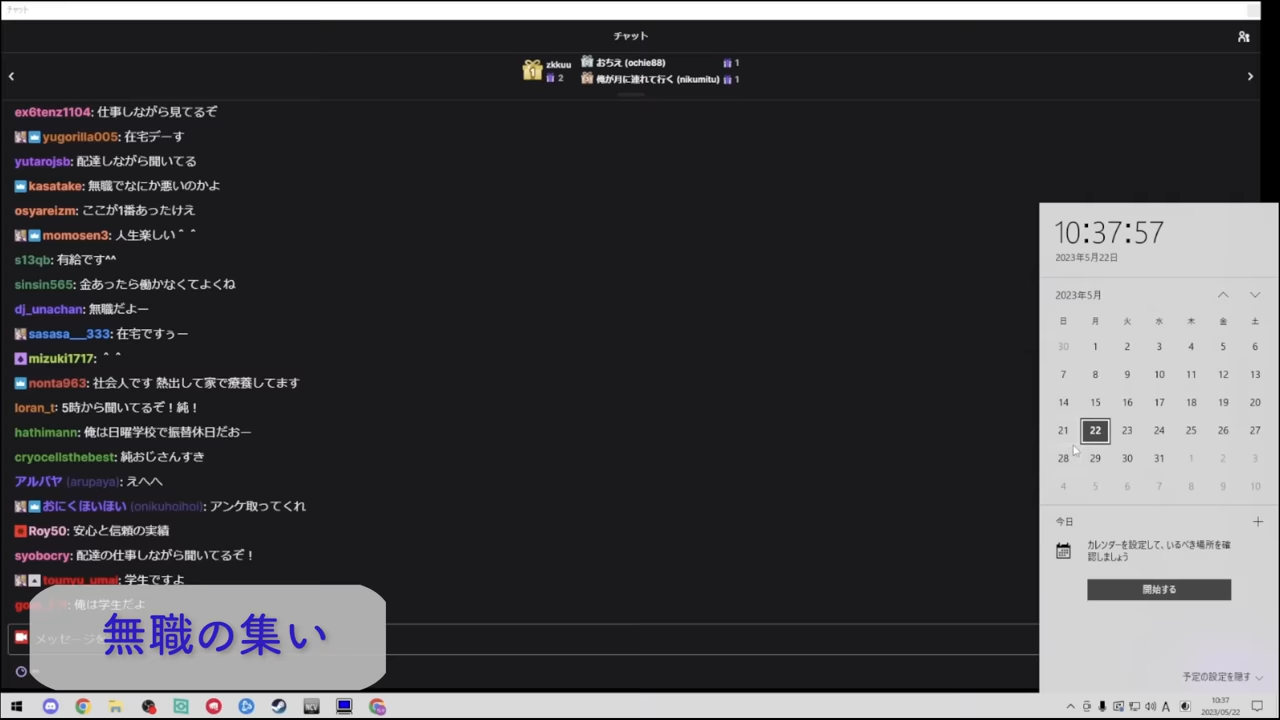 チャット
チャット
zkkuu
2
おちえ (ochie88) 1
俺が月に連れて行く (nikumitu) 1
ex6tenz1104: 仕事しながら見てるぞ
yugorilla005: 在宅デーす
yutarojsb: 配達しながら聞いてる
kasatake: 無職でなにか悪いのかよ
osyareizm: ここが1番あったけえ
momosen3: 人生楽しい＾＾
s13qb: 有給です^^
sinsin565: 金あったら働かなくてよくね
dj_unachan: 無職だよー
sasasa__333: 在宅ですぅー
mizuki1717: ＾＾
nonta963: 社会人です 熱出して家で療養してます
loran_t: 5時から聞いてるぞ！純！
hathimann: 俺は日曜学校で振替休日だおー
cryocellsthebest: 純おじさんすき
アルパヤ (arupaya): えへへ
おにくほいほい (onikuhoihoi): アンケ取ってくれ
Roy50: 安心と信頼の実績
syobocry: 配達の仕事しながら聞いてるぞ！
tounyu_umai: 学生ですよ
俺は学生だよ
メッセージを
無職の集い
10:37:57
2023年5月22日
2023年5月
日 月 火 水 木 金 土
30 1 2 3 4 5 6
7 8 9 10 11 12 13
14 15 16 17 18 19 20
21 22 23 24 25 26 27
28 29 30 31 1 2 3
4 5 6 7 8 9 10
今日
カレンダーを設定して、いるべき場所を確
認しましょう
開始する
予定の設定を隠す
NCV
A
10:37
2023/05/22